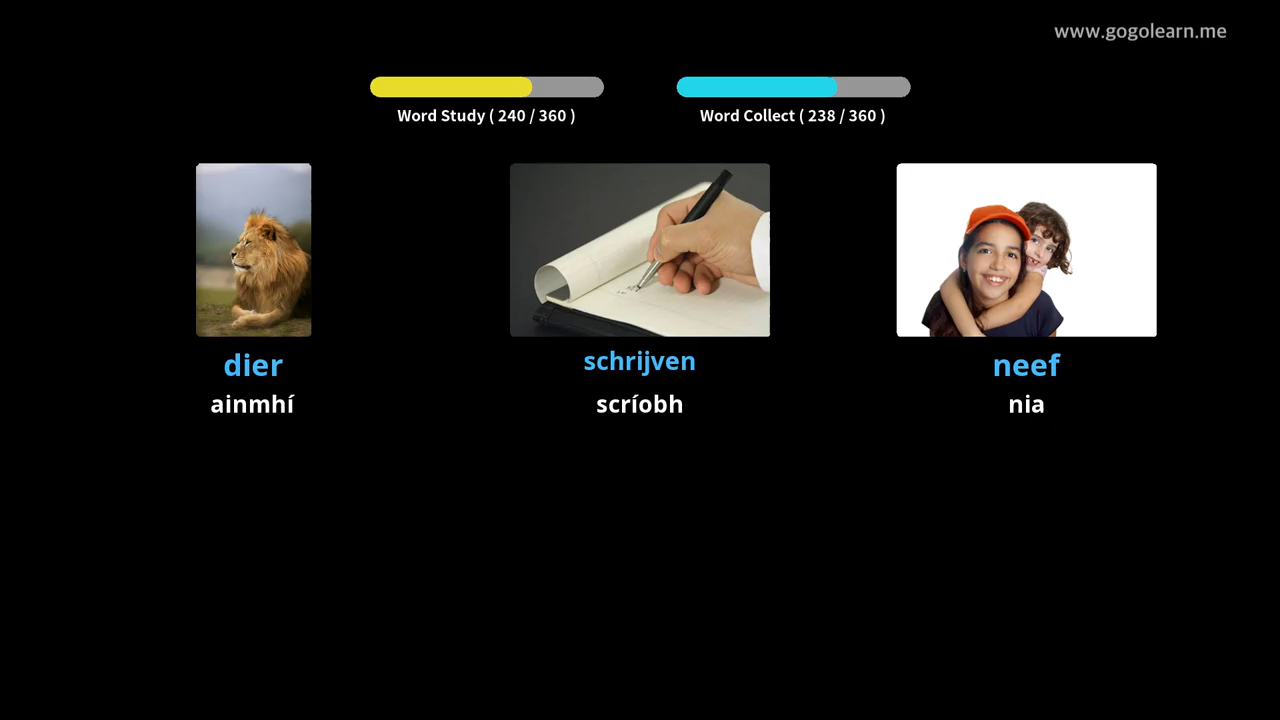 www.gogolearn.me
Word Study ( 240 / 360 )
Word Collect ( 238 / 360 )
dier
schrijven
neef
ainmhí
scríobh
nia